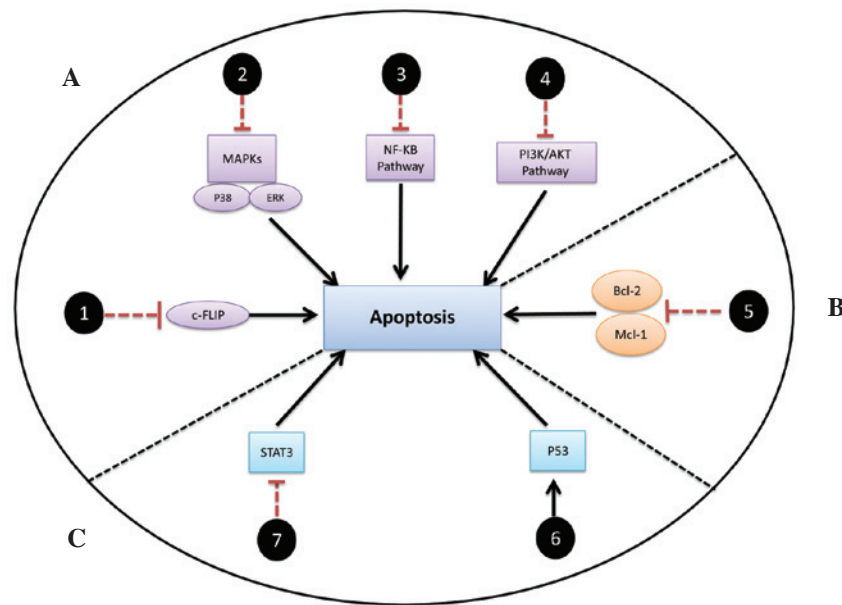 A
2
3
4
MAPKs
P38
ERK
NF-KB
Pathway
PI3K/AKT
Pathway
1
c-FLIP
Apoptosis
Bcl-2
Mcl-1
5
B
STAT3
P53
C
7
6